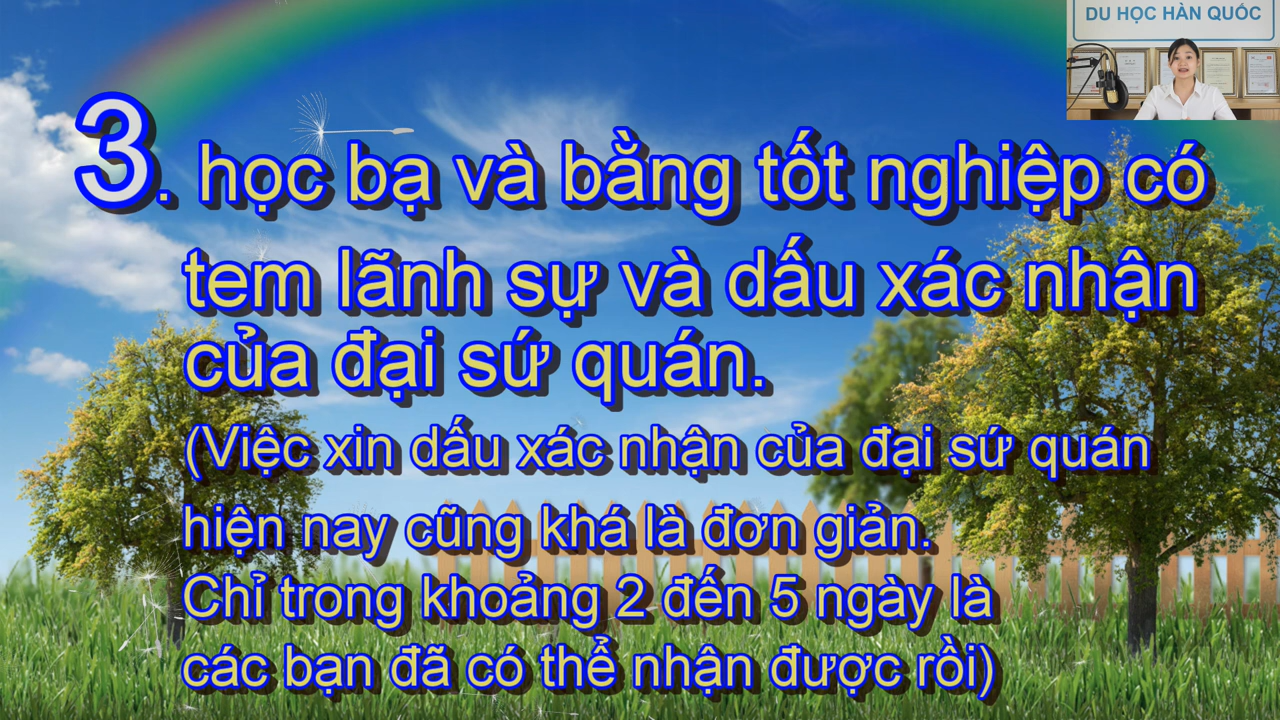 DU HỌC HÀN QUỐC
3. học bạ và bằng tốt nghiệp có
tem lãnh sự và dấu xác nhận
của đại sứ quán.
(Việc xin dấu xác nhận của đại sứ quán
hiện nay cũng khá là đơn giản.
Chỉ trong khoảng 2 đến 5 ngày là
các bạn đã có thể nhận được rồi)